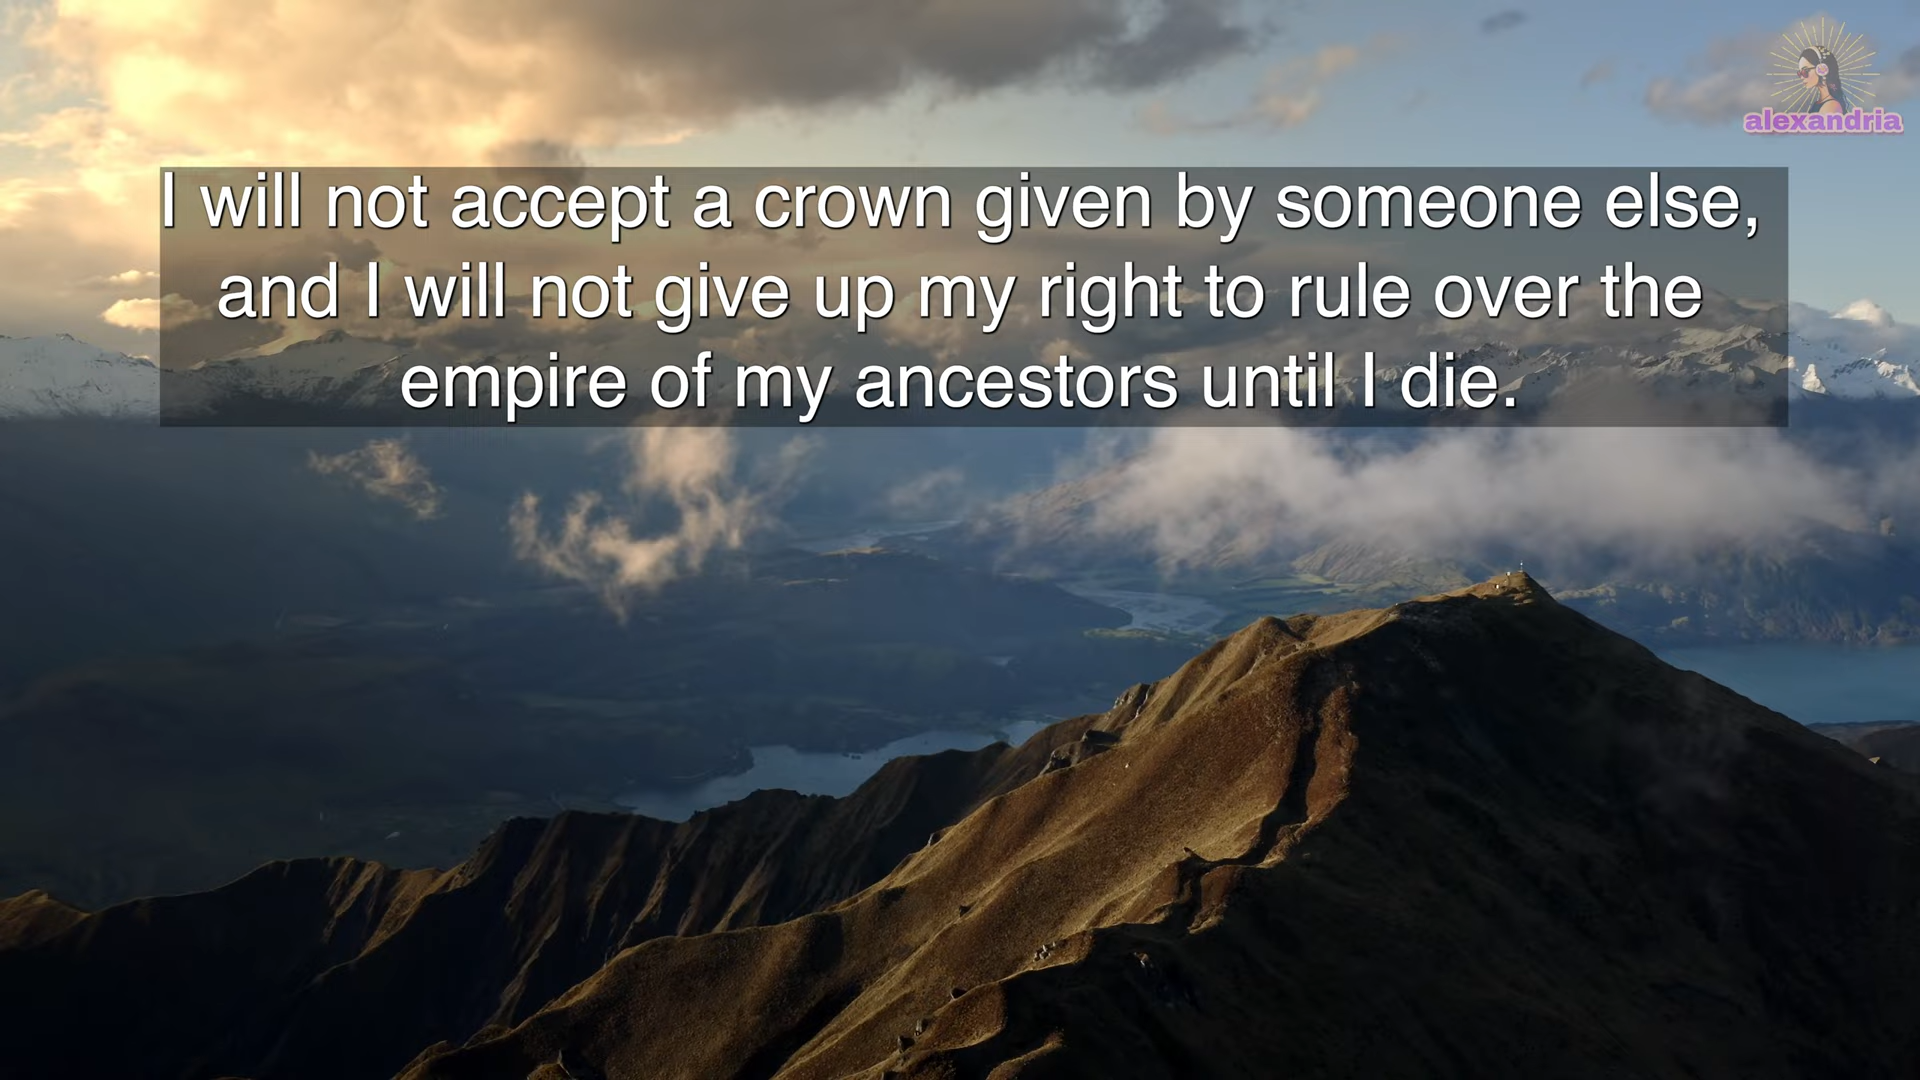 alexandria
I will not accept a crown given by someone else,
and I will not give up my right to rule over the
empire of my ancestors until I die.